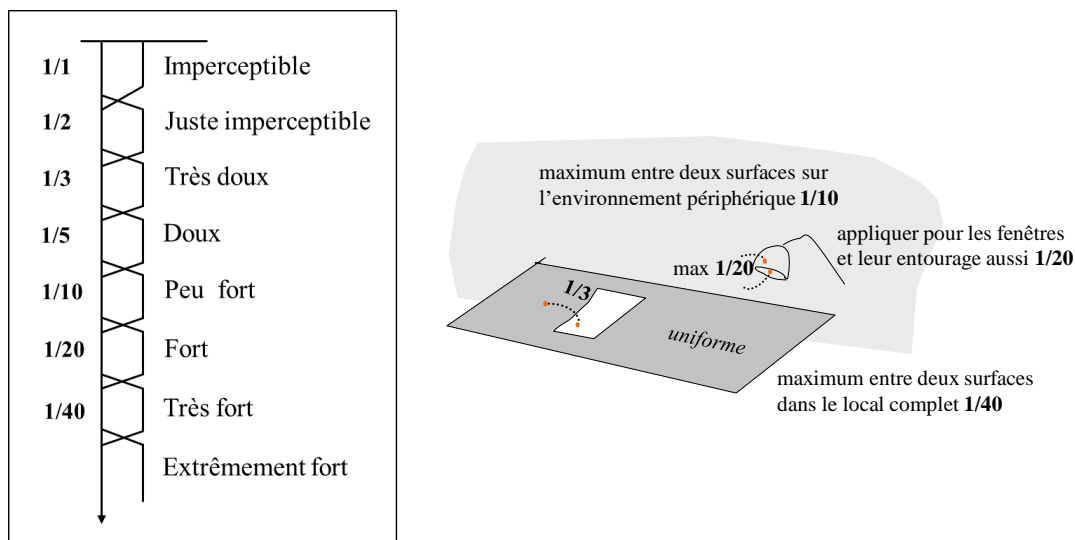 1/1 Imperceptible
1/2 Juste imperceptible
1/3 Très doux
1/5 Doux
1/10 Peu fort
1/20 Fort
1/40 Très fort
Extrêmement fort
maximum entre deux surfaces sur
l’environnement périphérique 1/10
appliquer pour les fenêtres
et leur entourage aussi 1/20
max 1/20
1/3
uniforme
maximum entre deux surfaces
dans le local complet 1/40